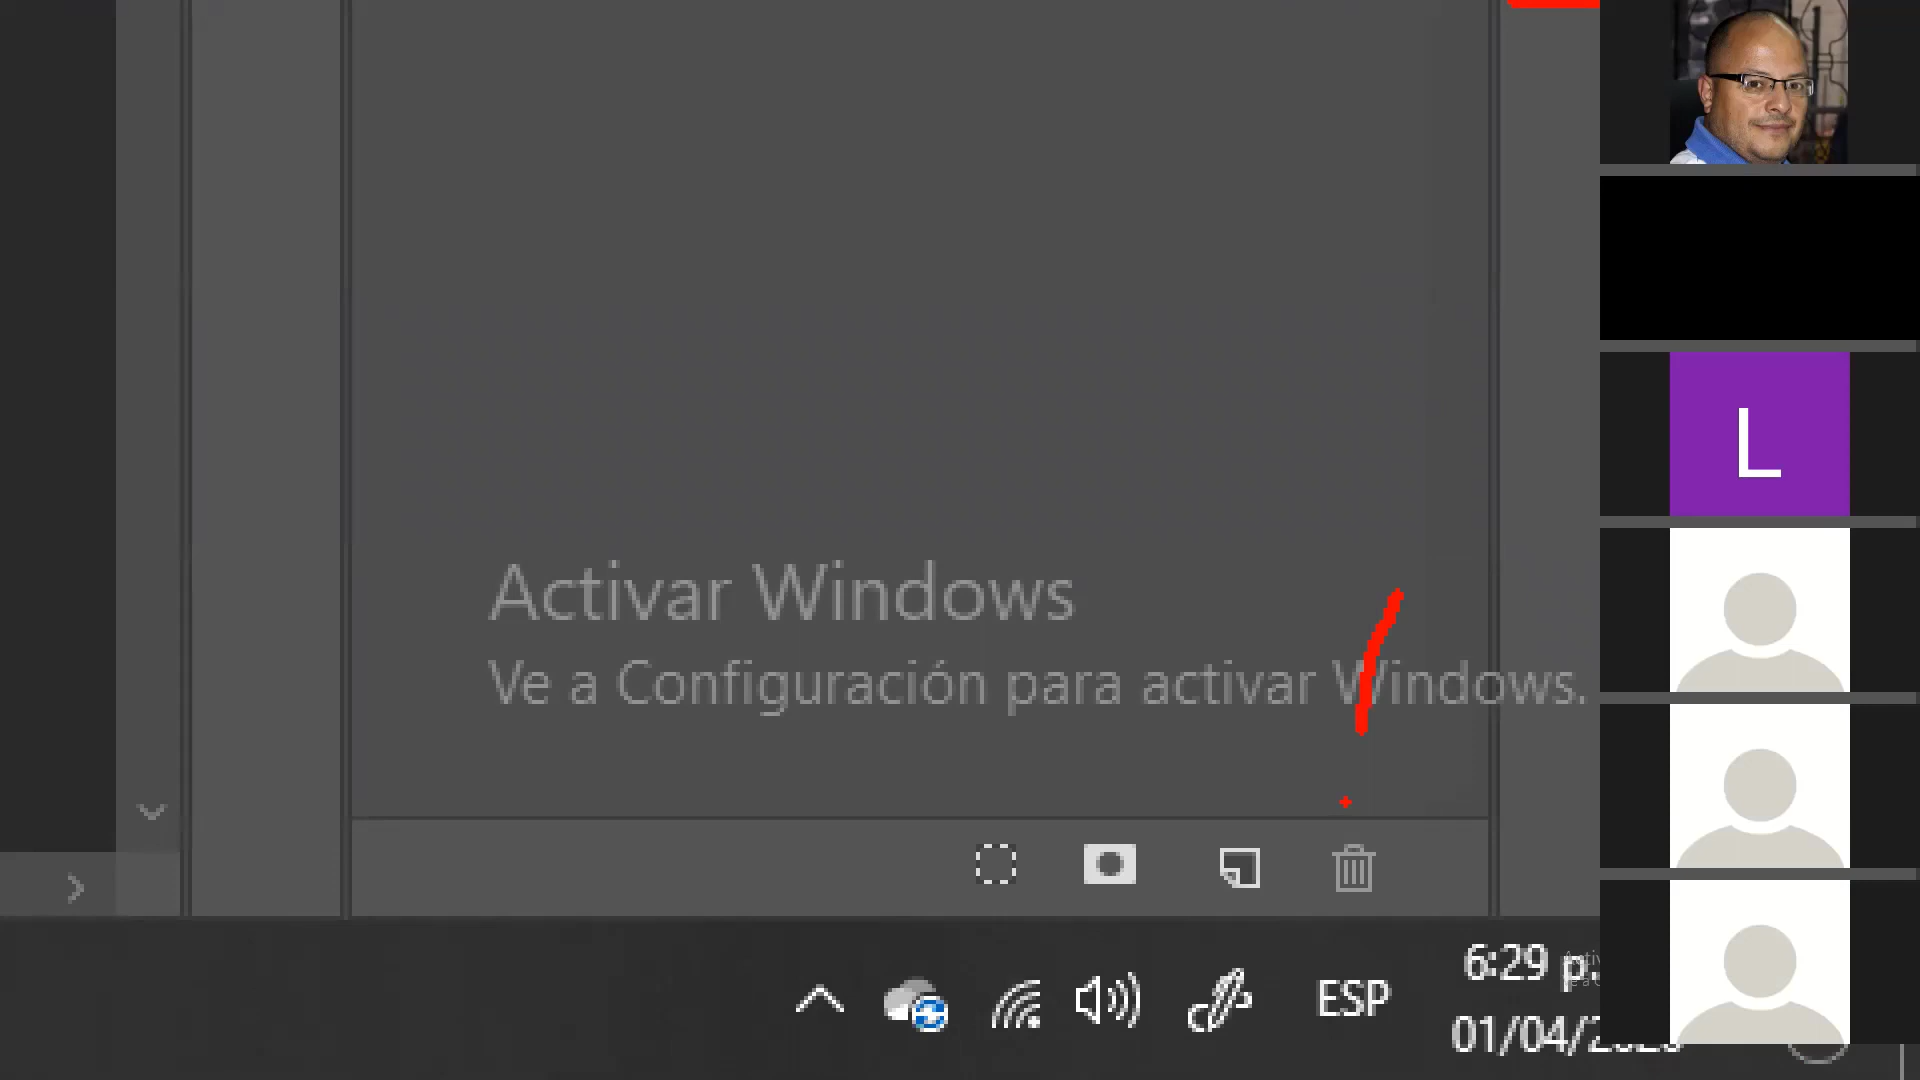 L
Activar Windows
Ve a Configuración para activar Windows.
ESP
6:29 p.
01/04/